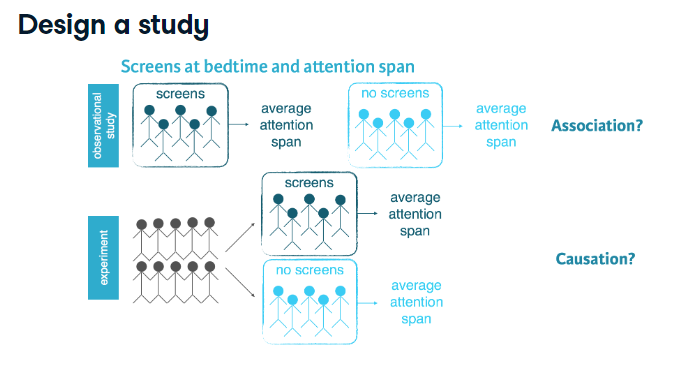 Design a study
Screens at bedtime and attention span
observational
study
screens
average
attention
span
no screens
average
attention
span
Association?
experiment
screens
average
attention
span
no screens
average
attention
span
Causation?